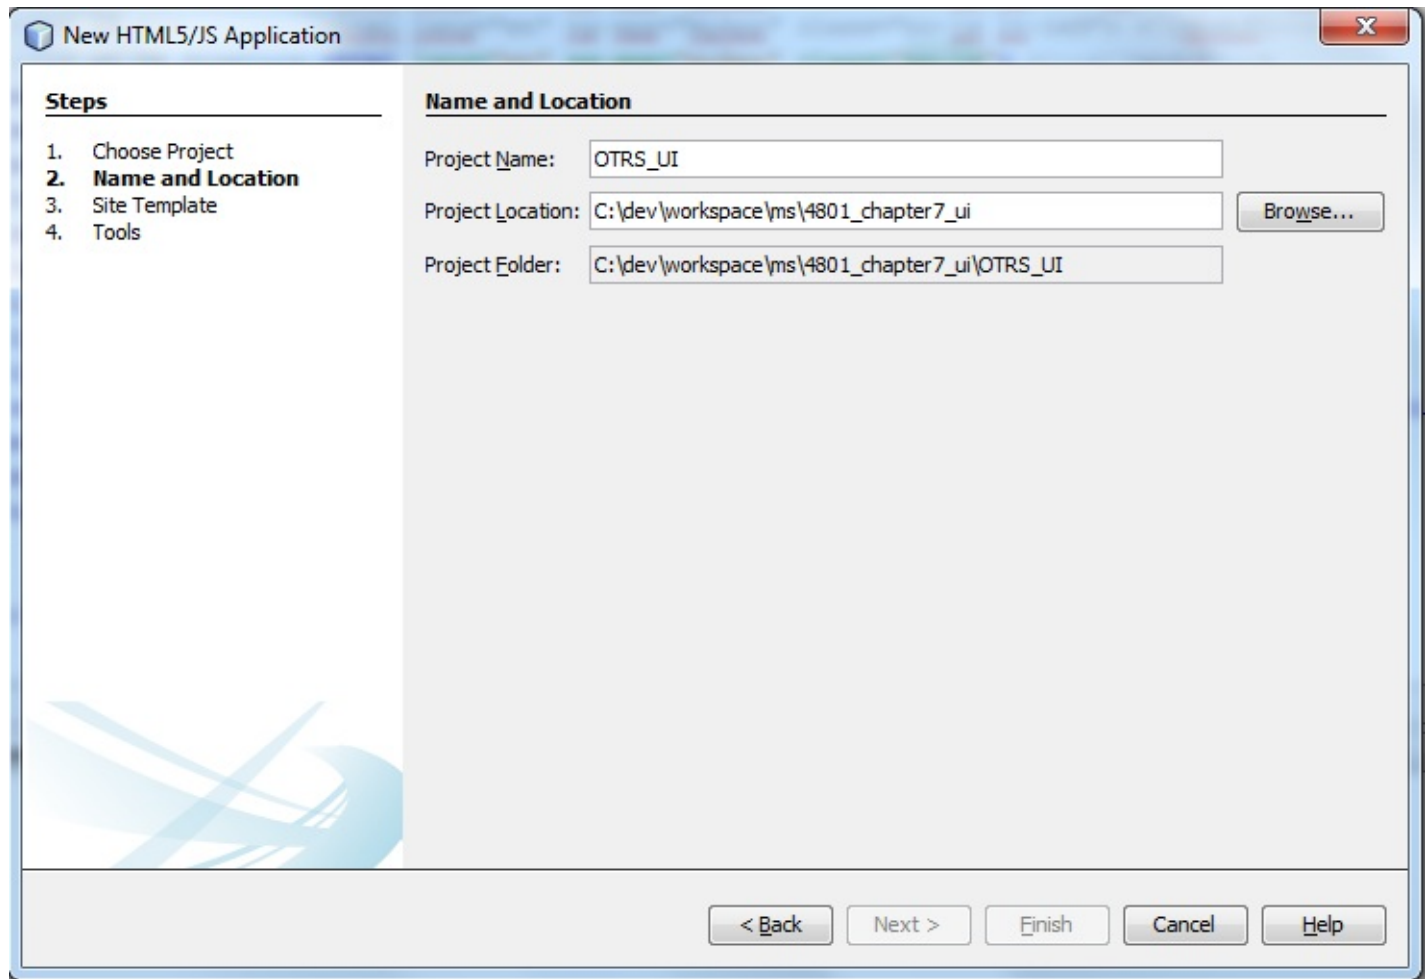 New HTML5/JS Application
X
Steps
1. Choose Project
2. Name and Location
3. Site Template
4. Tools
Name and Location
Project Name: OTRS_UI
Project Location: C:\dev\workspace\ms\4801_chapter7_ui Browse...
Project Folder: C:\dev\workspace\ms\4801_chapter7_ui\OTRS_UI
< Back Next > Finish Cancel Help